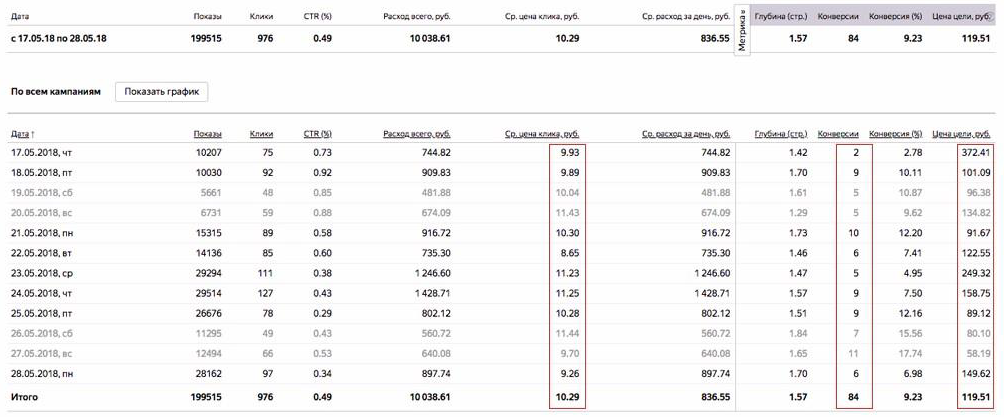 Дата Показы Клики CTR (%) Расход всего, руб. Ср. цена клика, руб. Ср. расход за день, руб. Метрика Глубина (стр.) Конверсии Конверсия (%) Цена цели, руб.
с 17.05.18 по 28.05.18 199515 976 0.49 10 038.61 10.29 836.55 1.57 84 9.23 119.51
По всем кампаниям Показать график
Дата ↑ Показы Клики CTR (%) Расход всего, руб. Ср. цена клика, руб. Ср. расход за день, руб. Глубина (стр.) Конверсии Конверсия (%) Цена цели, руб.
17.05.2018, чт 10207 75 0.73 744.82 9.93 744.82 1.42 2 2.78 372.41
18.05.2018, пт 10030 92 0.92 909.83 9.89 909.83 1.70 9 10.11 101.09
19.05.2018, сб 5661 48 0.85 481.88 10.04 481.88 1.61 5 10.87 96.38
20.05.2018, вс 6731 59 0.88 674.09 11.43 674.09 1.29 5 9.62 134.82
21.05.2018, пн 15315 89 0.58 916.72 10.30 916.72 1.73 10 12.20 91.67
22.05.2018, вт 14136 85 0.60 735.30 8.65 735.30 1.46 6 7.41 122.55
23.05.2018, ср 29294 111 0.38 1 246.60 11.23 1 246.60 1.47 5 4.95 249.32
24.05.2018, чт 29514 127 0.43 1 428.71 11.25 1 428.71 1.57 9 7.50 158.75
25.05.2018, пт 26676 78 0.29 802.12 10.28 802.12 1.51 9 12.16 89.12
26.05.2018, сб 11295 49 0.43 560.72 11.44 560.72 1.84 7 15.56 80.10
27.05.2018, вс 12494 66 0.53 640.08 9.70 640.08 1.65 11 17.74 58.19
28.05.2018, пн 28162 97 0.34 897.74 9.26 897.74 1.70 6 6.98 149.62
Итого 199515 976 0.49 10 038.61 10.29 836.55 1.57 84 9.23 119.51